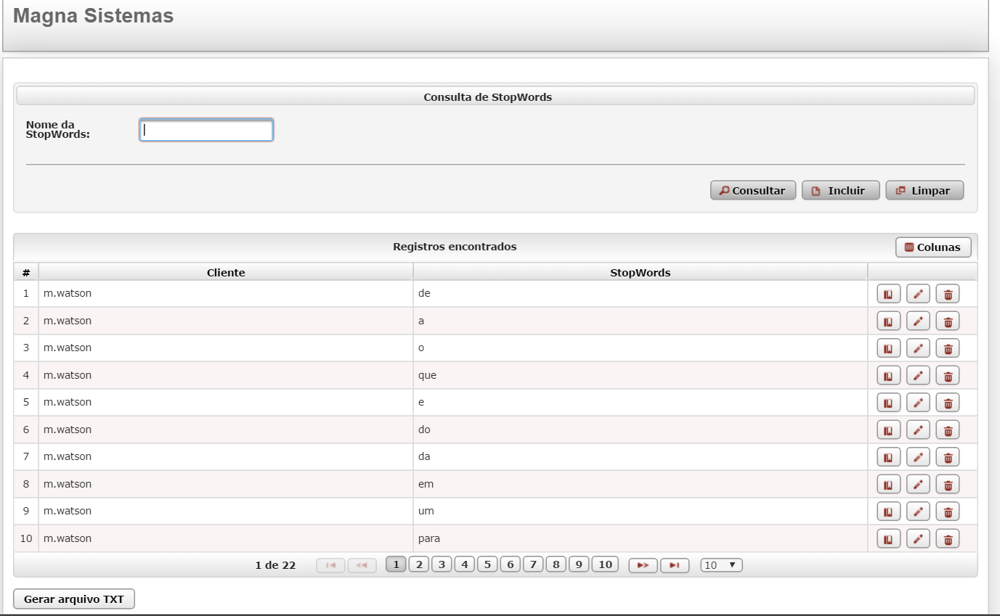 Magna Sistemas
Consulta de StopWords
Nome da
StopWords:
Consultar Incluir Limpar
Registros encontrados Colunas
# Cliente StopWords
1 m.watson de
2 m.watson a
3 m.watson o
4 m.watson que
5 m.watson e
6 m.watson do
7 m.watson da
8 m.watson em
9 m.watson um
10 m.watson para
1 de 22 1 2 3 4 5 6 7 8 9 10 10
Gerar arquivo TXT